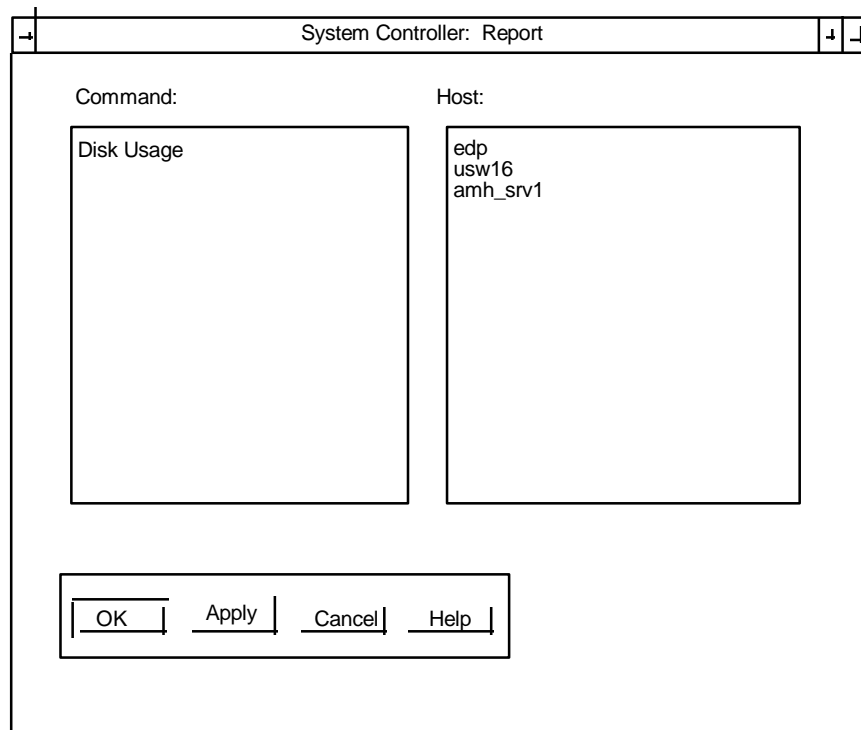 System Controller:  Report
Command:
Host:
Disk Usage
edp
usw16
amh_srv1
OK
Apply
Cancel
Help